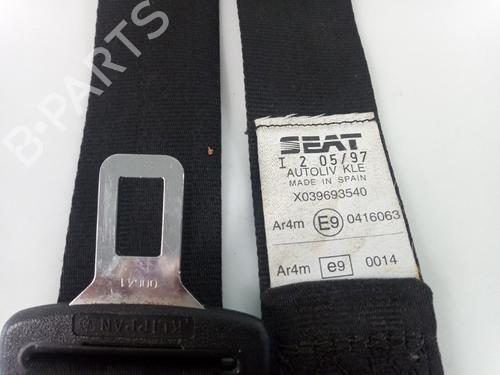 B-PARTS
SEAT
I 2 05/97
AUTOLIV KLE
MADE IN SPAIN
X039693540
Ar4m E9 0416063
Ar4m e9 0014
KLIPPAN